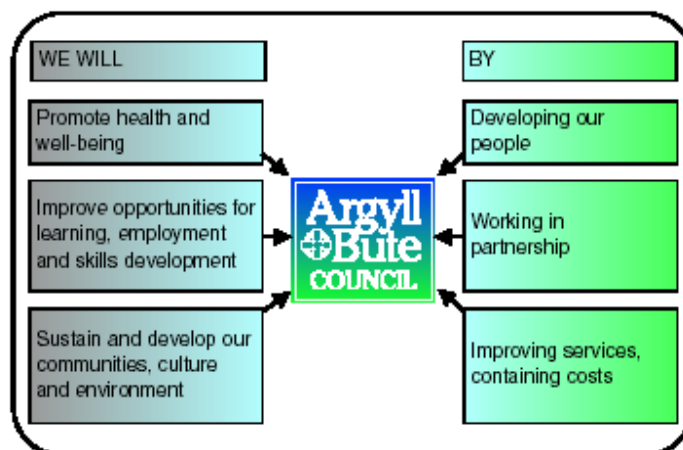 WE WILL
BY
Promote health and
well-being
Developing our
people
Improve opportunities for
learning, employment
and skills development
Argyll
Bute
COUNCIL
Working in
partnership
Sustain and develop our
communities, culture
and environment
Improving services,
containing costs